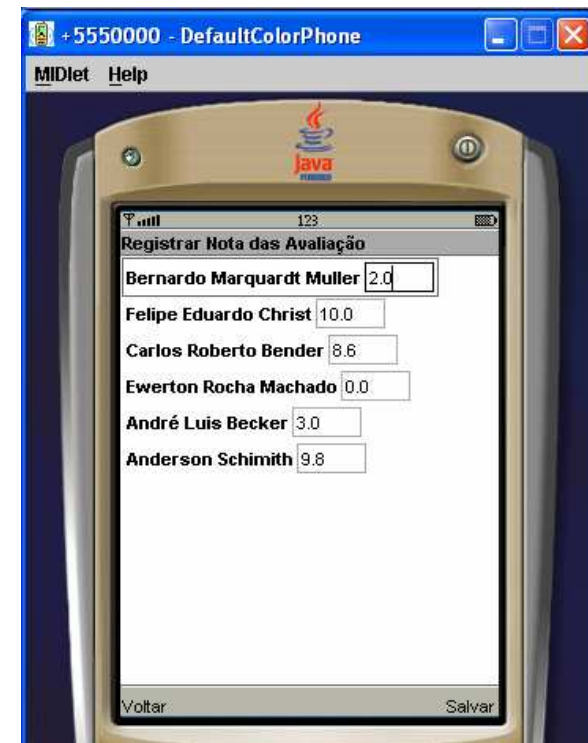 +5550000 - DefaultColorPhone
MIDlet Help
Java
123
Registrar Nota das Avaliação
Bernardo Marquardt Muller 2.0
Felipe Eduardo Christ 10.0
Carlos Roberto Bender 8.6
Ewerton Rocha Machado 0.0
André Luis Becker 3.0
Anderson Schimith 9.8
Voltar Salvar